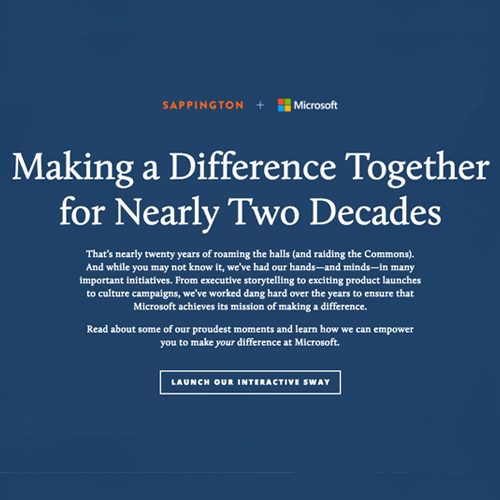 SAPPINGTON + Microsoft
Making a Difference Together
for Nearly Two Decades
That's nearly twenty years of roaming the halls (and raiding the Commons).
And while you may not know it, we've had our hands—and minds—in many
important initiatives. From executive storytelling to exciting product launches
to culture campaigns, we've worked dang hard over the years to ensure that
Microsoft achieves its mission of making a difference.
Read about some of our proudest moments and learn how we can empower
you to make your difference at Microsoft.
LAUNCH OUR INTERACTIVE SWAY